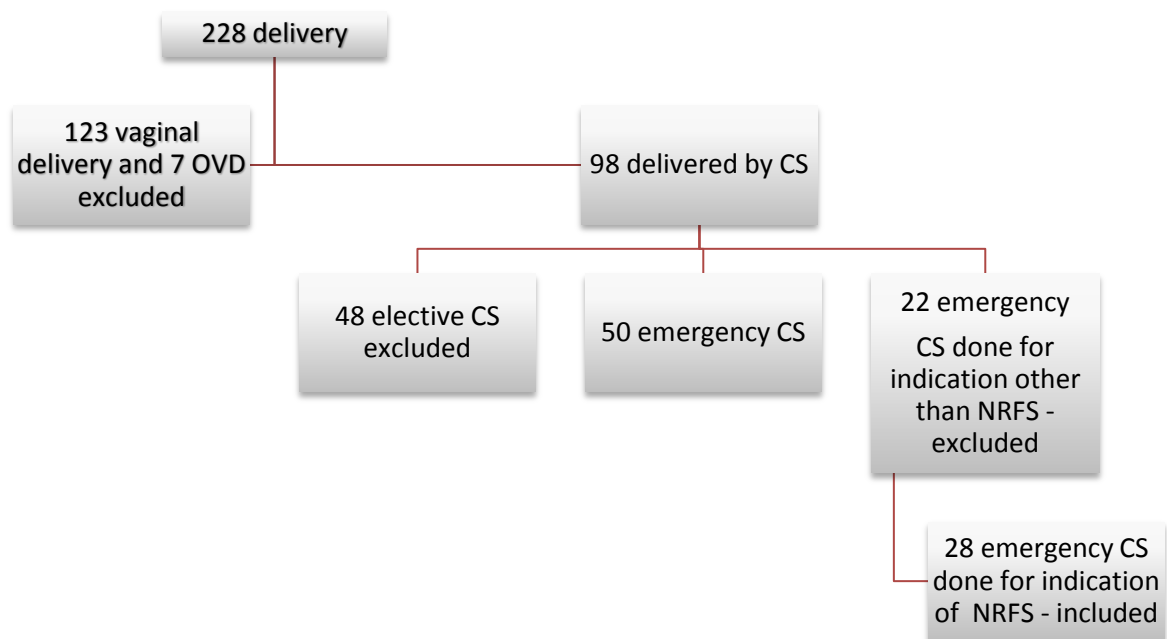 228 delivery
123 vaginal
delivery and 7 OVD
excluded
98 delivered by CS
48 elective CS
excluded
50 emergency CS
22 emergency
CS done for
indication other
than NRFS -
excluded
28 emergency CS
done for indication
of NRFS - included